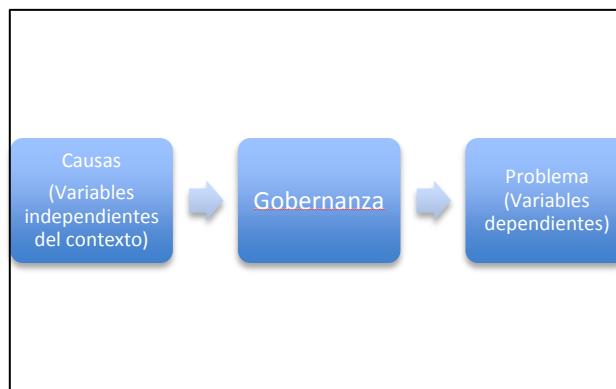 Causas
(Variables
independientes
del contexto)
Gobernanza
Problema
(Variables
dependientes)